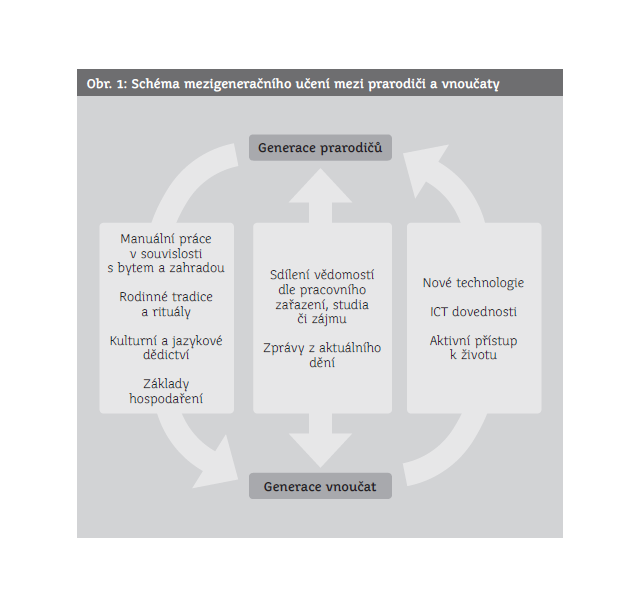 Obr. 1: Schéma mezigeneračního učení mezi prarodiči a vnoučaty
Generace prarodičů
Manuální práce
v souvislosti
s bytem a zahradou
Rodinné tradice
a rituály
Kulturní a jazykové
dědictví
Základy
hospodaření
Sdílení vědomostí
dle pracovního
zařazení, studia
či zájmu
Zprávy z aktuálního
dění
Nové technologie
ICT dovednosti
Aktivní přístup
k životu
Generace vnoučat